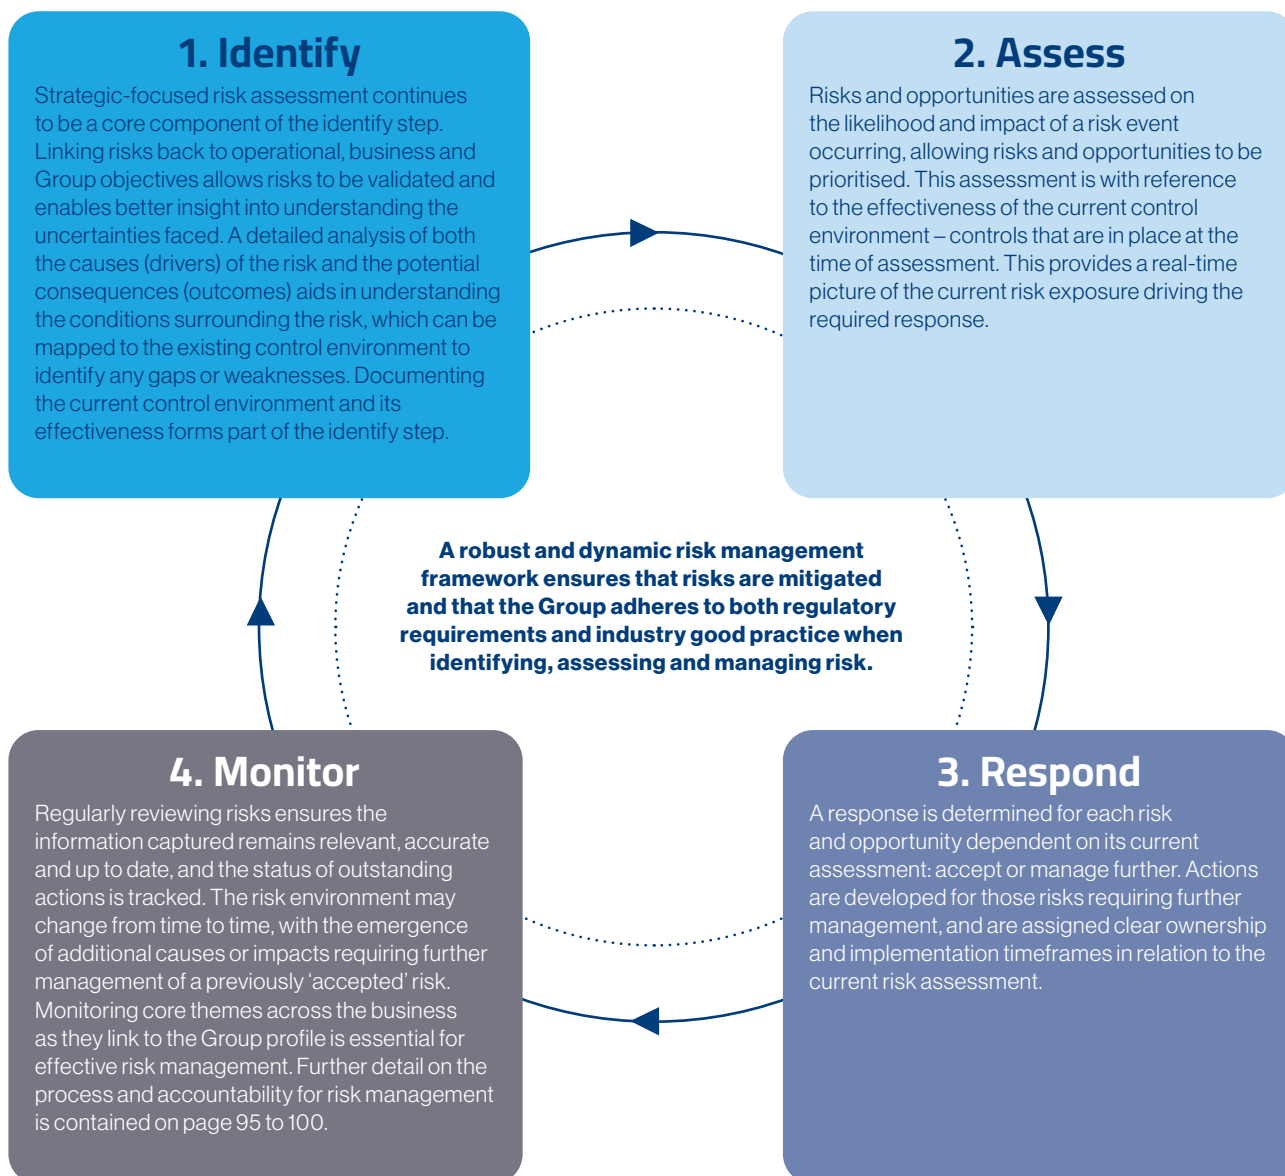 1. Identify
Strategic-focused risk assessment continues
to be a core component of the identify step.
Linking risks back to operational, business and
Group objectives allows risks to be validated and
enables better insight into understanding the
uncertainties faced. A detailed analysis of both
the causes (drivers) of the risk and the potential
consequences (outcomes) aids in understanding
the conditions surrounding the risk, which can be
mapped to the existing control environment to
identify any gaps or weaknesses. Documenting
the current control environment and its
effectiveness forms part of the identify step.
2. Assess
Risks and opportunities are assessed on
the likelihood and impact of a risk event
occurring, allowing risks and opportunities to be
prioritised. This assessment is with reference
to the effectiveness of the current control
environment – controls that are in place at the
time of assessment. This provides a real-time
picture of the current risk exposure driving the
required response.
A robust and dynamic risk management
framework ensures that risks are mitigated
and that the Group adheres to both regulatory
requirements and industry good practice when
identifying, assessing and managing risk.
4. Monitor
Regularly reviewing risks ensures the
information captured remains relevant, accurate
and up to date, and the status of outstanding
actions is tracked. The risk environment may
change from time to time, with the emergence
of additional causes or impacts requiring further
management of a previously ‘accepted’ risk.
Monitoring core themes across the business
as they link to the Group profile is essential for
effective risk management. Further detail on the
process and accountability for risk management
is contained on page 95 to 100.
3. Respond
A response is determined for each risk
and opportunity dependent on its current
assessment: accept or manage further. Actions
are developed for those risks requiring further
management, and are assigned clear ownership
and implementation timeframes in relation to the
current risk assessment.